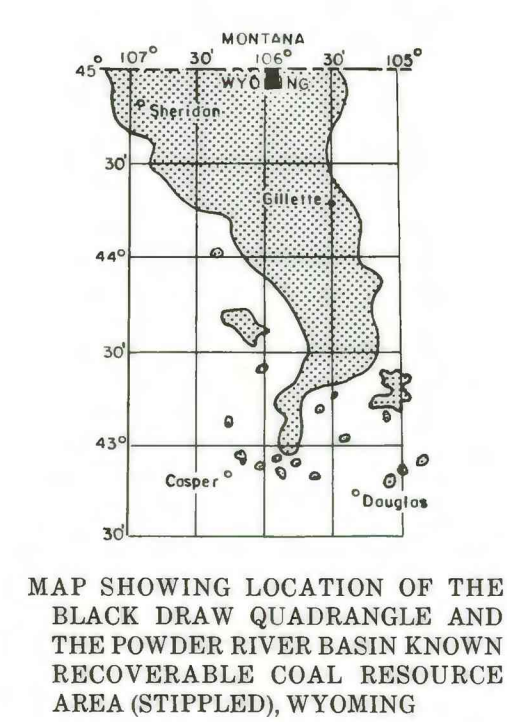 MONTANA
107° 30' 106° 30' 105°
45°
WYOMING
Sheridan
30'
Gillette
44°
30'
43°
Casper
Douglas
30'
MAP SHOWING LOCATION OF THE
BLACK DRAW QUADRANGLE AND
THE POWDER RIVER BASIN KNOWN
RECOVERABLE COAL RESOURCE
AREA (STIPPLED), WYOMING